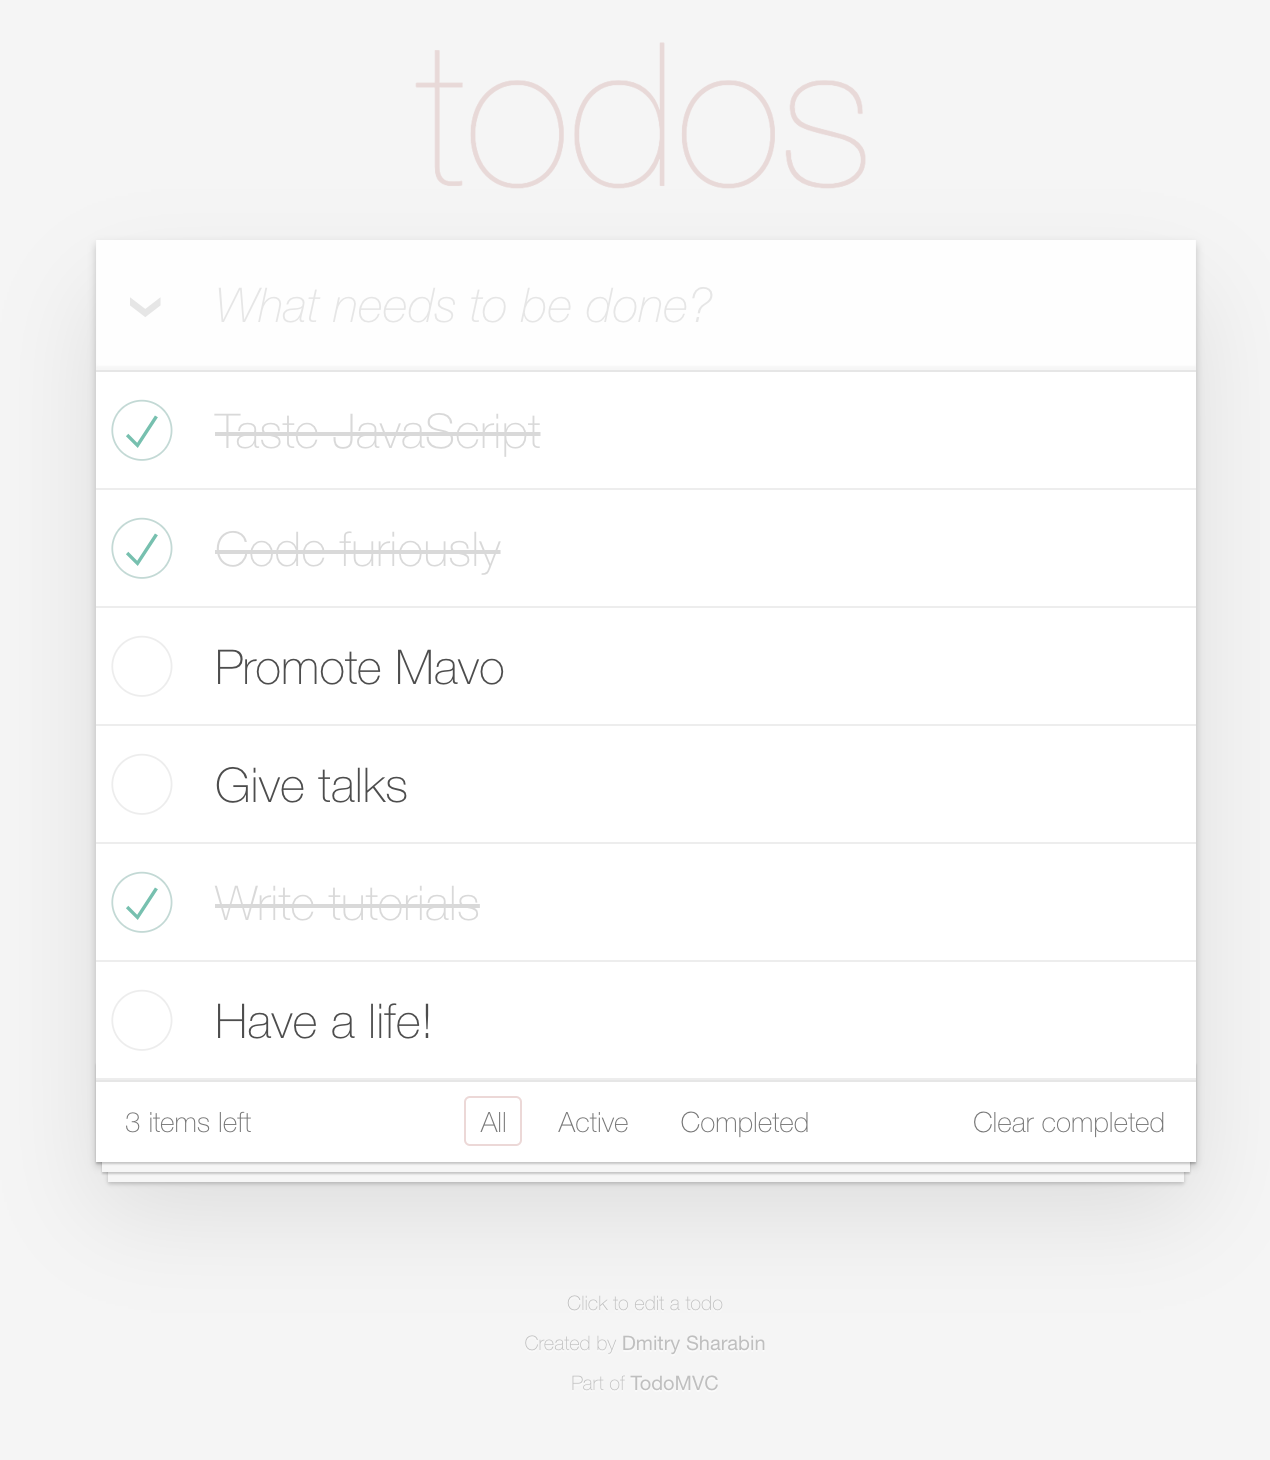 todos
What needs to be done?
Taste JavaScript
Code furiously
Promote Mavo
Give talks
Write tutorials
Have a life!
3 items left All Active Completed Clear completed
Click to edit a todo
Created by Dmitry Sharabin
Part of TodoMVC